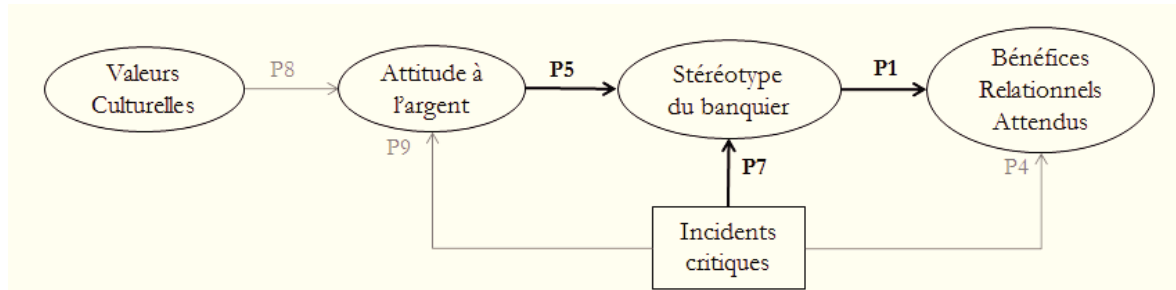 Valeurs
Culturelles
P8
Attitude à
l'argent
P5
Stéréotype
du banquier
P1
Bénéfices
Relationnels
Attendus
P9
P7
P4
Incidents
critiques